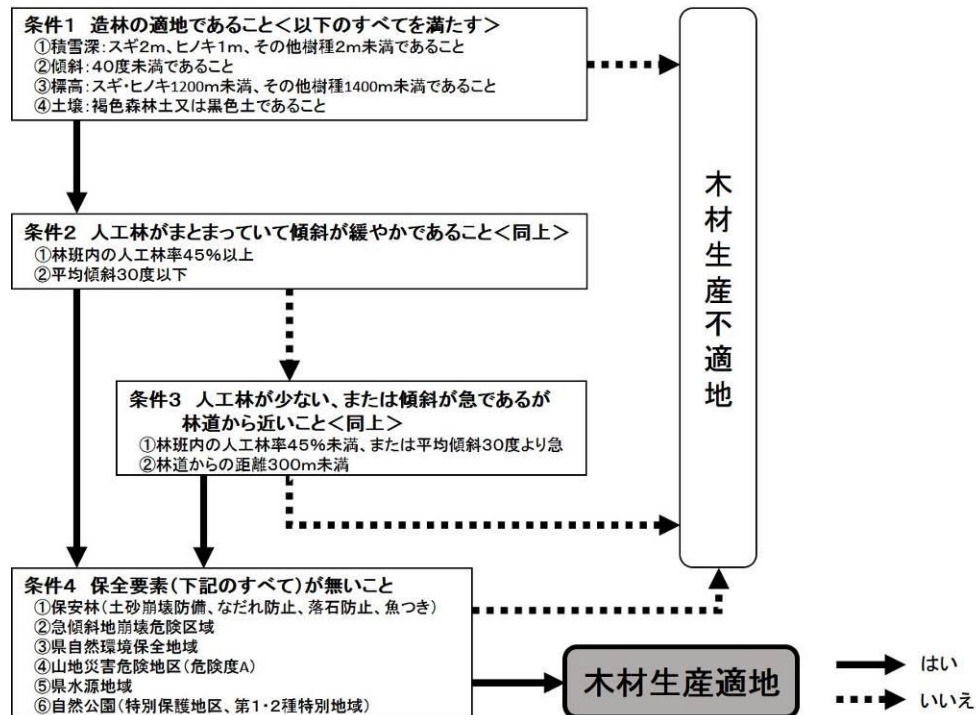 条件1 造林の適地であること<以下のすべてを満たす>
①積雪深:スギ2m、ヒノキ1m、その他樹種2m未満であること
②傾斜:40度未満であること
③標高:スギ・ヒノキ1200m未満、その他樹種1400m未満であること
④土壌:褐色森林土又は黒色土であること
条件2 人工林がまとまっていて傾斜が緩やかであること<同上>
①林班内の人工林率45%以上
②平均傾斜30度以下
条件3 人工林が少ない、または傾斜が急であるが
林道から近いこと<同上>
①林班内の人工林率45%未満、または平均傾斜30度より急
②林道からの距離300m未満
条件4 保全要素(下記のすべて)が無いこと
①保安林(土砂崩壊防備、なだれ防止、落石防止、魚つき)
②急傾斜地崩壊危険区域
③県自然環境保全地域
④山地災害危険地区(危険度A)
⑤県水源地域
⑥自然公園(特別保護地区、第1・2種特別地域)
木材生産不適地
木材生産適地
はい
いいえ